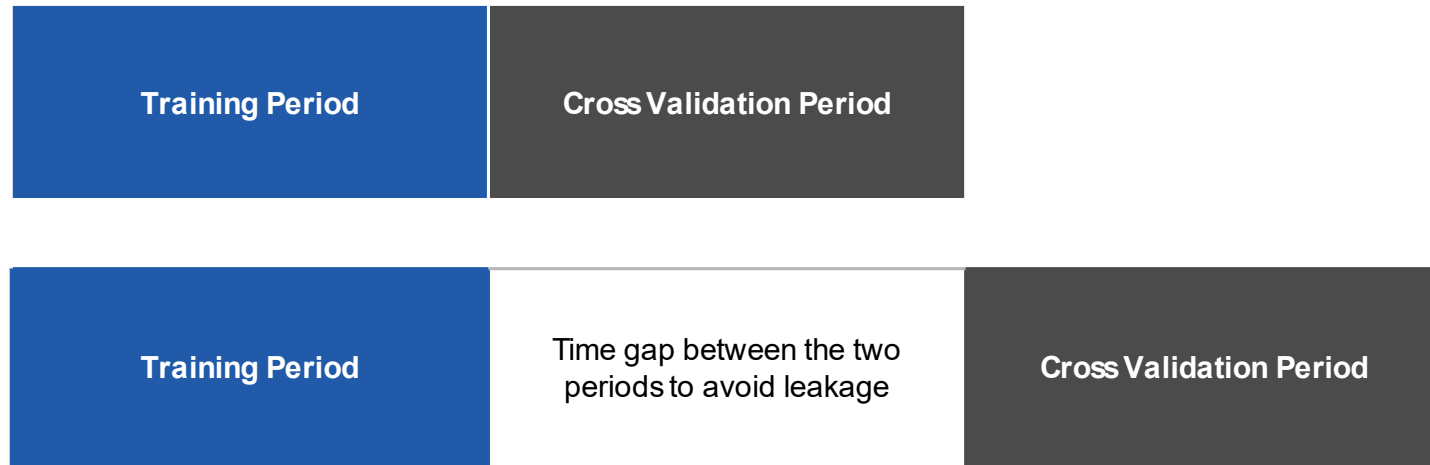 Training Period
Cross Validation Period
Training Period
Time gap between the two
periods to avoid leakage
Cross Validation Period